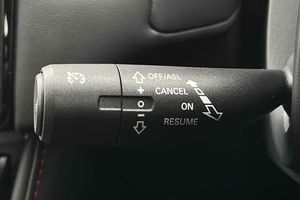 OFF/ASL
+ CANCEL
O ON
- RESUME